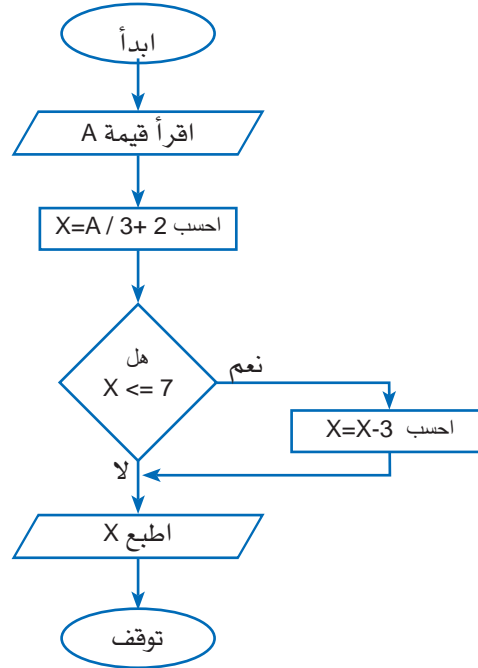 ابدأ
اقرأ قيمة A
احسب X=A / 3+ 2
هل
X <= 7
نعم
احسب X=X-3
لا
اطبع X
توقف